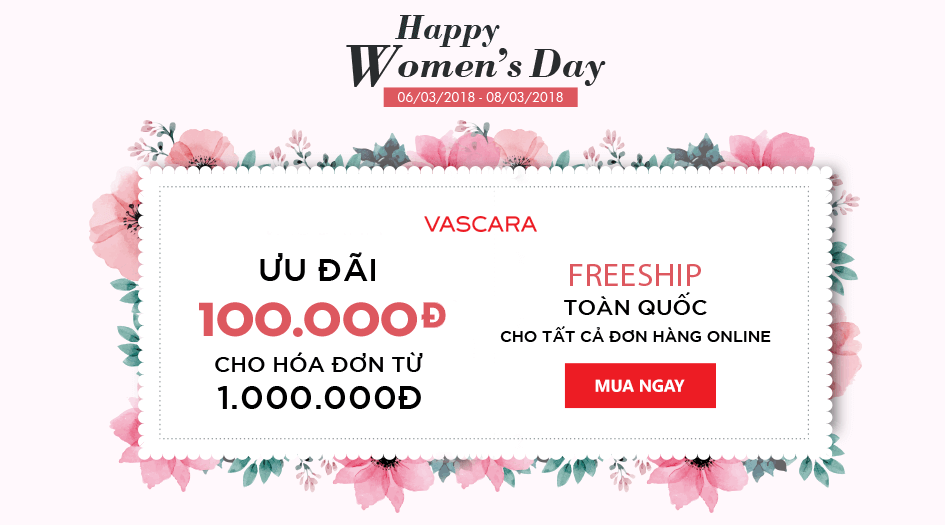 Happy
Women's Day
06/03/2018 - 08/03/2018
VASCARA
ƯU ĐÃI
100.000Đ
CHO HÓA ĐƠN TỪ
1.000.000Đ
FREESHIP
TOÀN QUỐC
CHO TẤT CẢ ĐƠN HÀNG ONLINE
MUA NGAY